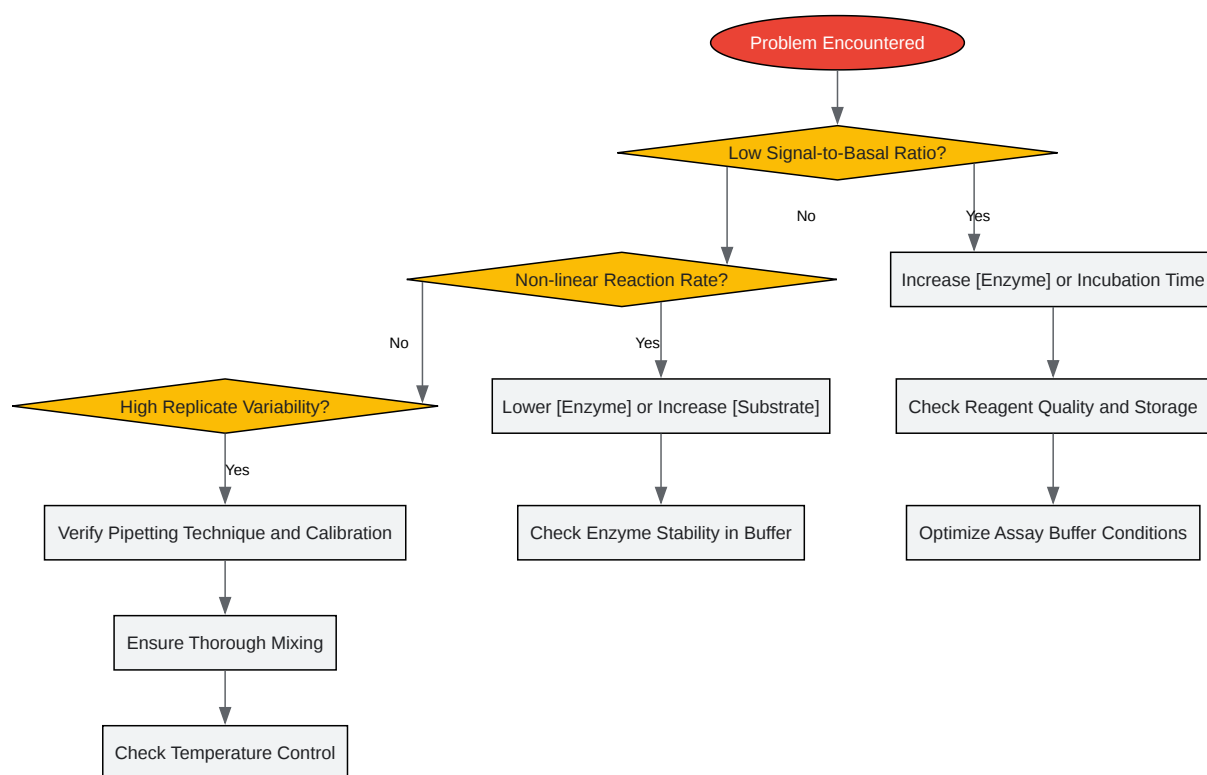 Problem Encountered
Low Signal-to-Basal Ratio?
No
Yes
Non-linear Reaction Rate?
Increase [Enzyme] or Incubation Time
No
Yes
High Replicate Variability?
Lower [Enzyme] or Increase [Substrate]
Check Reagent Quality and Storage
Yes
Verify Pipetting Technique and Calibration
Check Enzyme Stability in Buffer
Optimize Assay Buffer Conditions
Ensure Thorough Mixing
Check Temperature Control